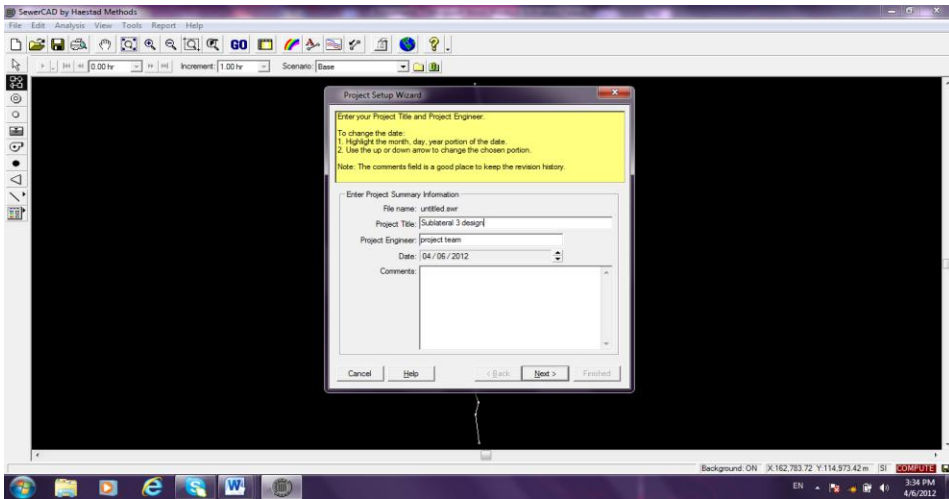 SewerCAD by Haestad Methods
File Edit Analysis View Tools Report Help
GO
0.00 hr Increment: 1.00 hr Scenario: Base
Project Setup Wizard
Enter your Project Title and Project Engineer.
To change the date:
1. Highlight the month, day, year portion of the date.
2. Use the up or down arrow to change the chosen portion.
Note: The comments field is a good place to keep the revision history.
Enter Project Summary Information
File name: untitled.swr
Project Title: Sublateral 3 design
Project Engineer: project team
Date: 04/06/2012
Comments:
Cancel Help < Back Next > Finished
Background: ON X:162,783.72 Y:114,973.42 m SI COMPUTE
EN 3:34 PM
4/6/2012